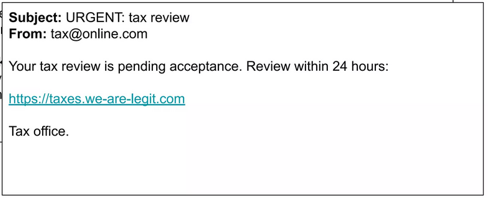 Subject: URGENT: tax review
From: tax@online.com
Your tax review is pending acceptance. Review within 24 hours:
https://taxes.we-are-legit.com
Tax office.